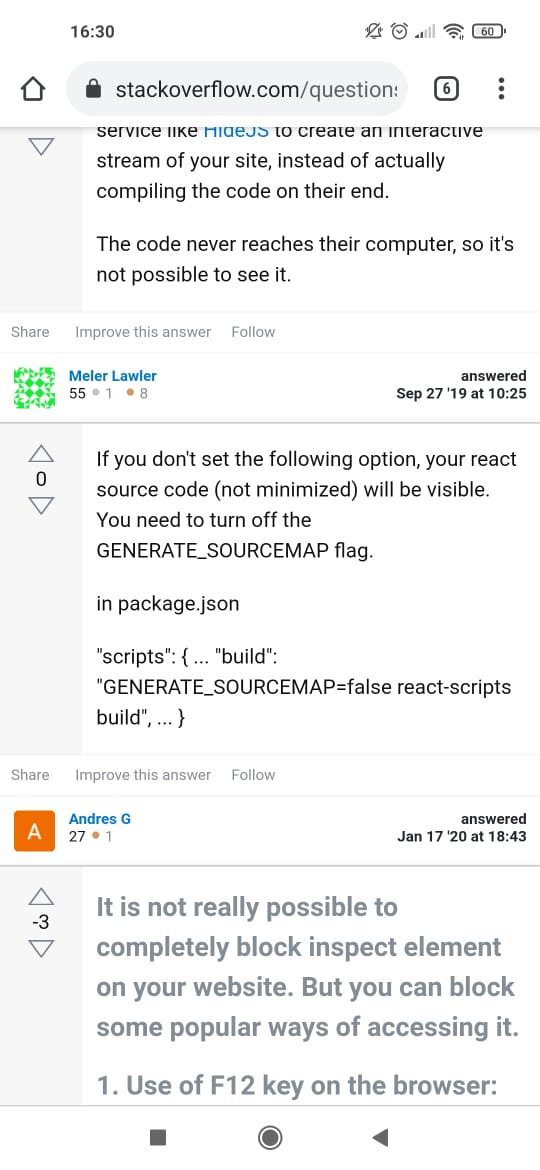 16:30
60
stackoverflow.com/question
6
service like HideJS to create an interactive
stream of your site, instead of actually
compiling the code on their end.
The code never reaches their computer, so it's
not possible to see it.
Share Improve this answer Follow
Meler Lawler
55 1 8
answered
Sep 27 '19 at 10:25
0
If you don't set the following option, your react
source code (not minimized) will be visible.
You need to turn off the
GENERATE_SOURCEMAP flag.
in package.json
"scripts": { ... "build":
"GENERATE_SOURCEMAP=false react-scripts
build", ... }
Share Improve this answer Follow
A
Andres G
27 1
answered
Jan 17 '20 at 18:43
-3
It is not really possible to
completely block inspect element
on your website. But you can block
some popular ways of accessing it.
1. Use of F12 key on the browser: